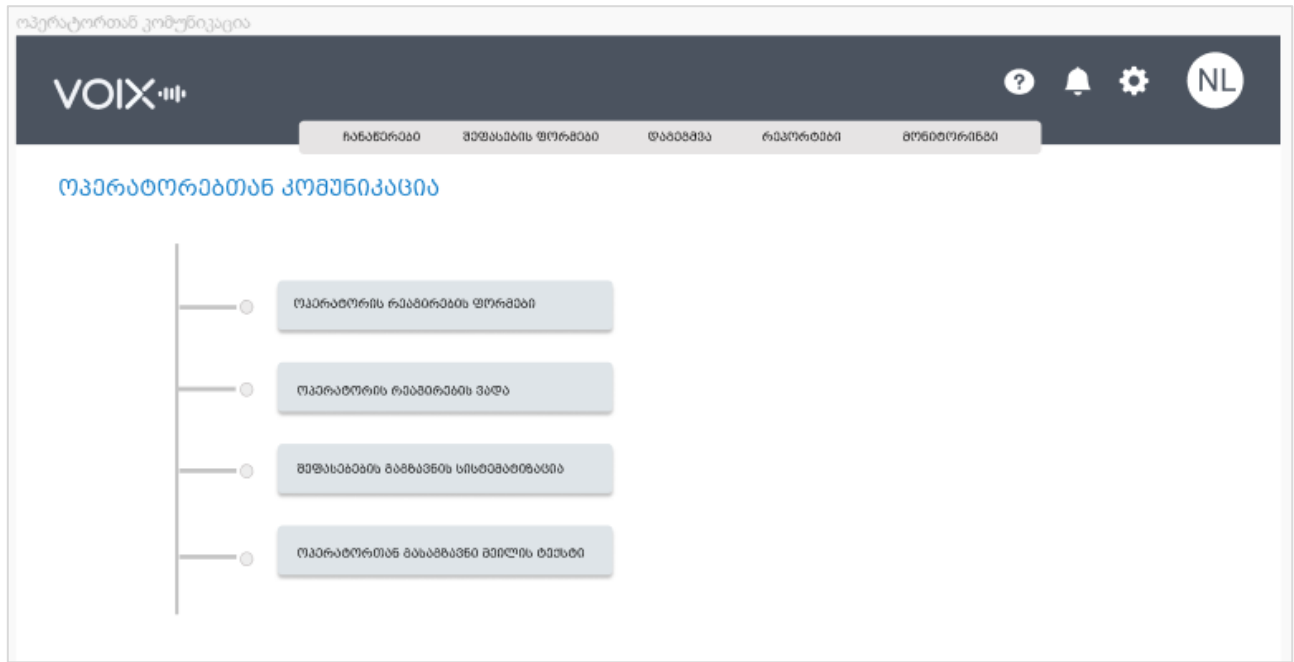 ოპერატორთან კომუნიკაცია
VOIX
? NL
ჩანაწერები შეფასების ფორმები დაგეგმვა რეპორტები მონიტორინგი
ოპერატორებთან კომუნიკაცია
ოპერატორის რეაგირების ფორმები
ოპერატორის რეაგირების ვადა
შეფასებების გაგზავნის სისტემატიზაცია
ოპერატორთან გასაგზავნი მეილის ტექსტი